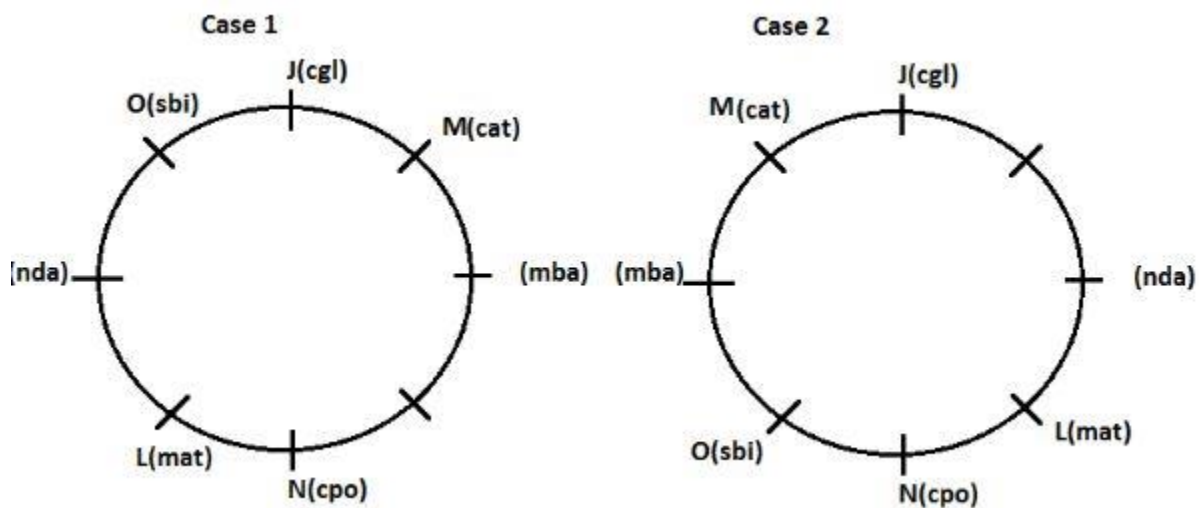 Case 1
Case 2
J(cgl)
J(cgl)
O(sbi)
M(cat)
M(cat)
(nda)
(mba)
(mba)
(nda)
L(mat)
L(mat)
O(sbi)
N(cpo)
N(cpo)